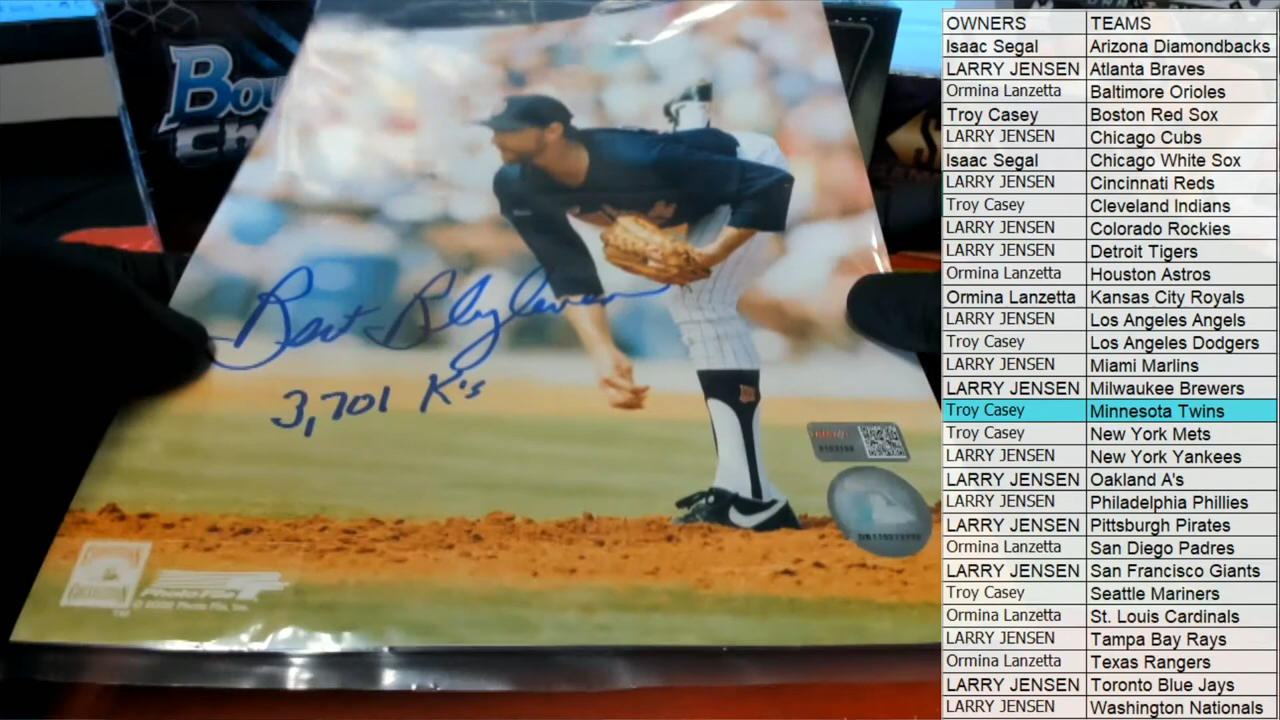 Bow
Ch
Bert Blyleven
3,701 K's
Photo File
© 2002 Photo File, Inc.
OWNERS TEAMS
Isaac Segal Arizona Diamondbacks
LARRY JENSEN Atlanta Braves
Ormina Lanzetta Baltimore Orioles
Troy Casey Boston Red Sox
LARRY JENSEN Chicago Cubs
Isaac Segal Chicago White Sox
LARRY JENSEN Cincinnati Reds
Troy Casey Cleveland Indians
LARRY JENSEN Colorado Rockies
LARRY JENSEN Detroit Tigers
Ormina Lanzetta Houston Astros
Ormina Lanzetta Kansas City Royals
LARRY JENSEN Los Angeles Angels
Troy Casey Los Angeles Dodgers
LARRY JENSEN Miami Marlins
LARRY JENSEN Milwaukee Brewers
Troy Casey Minnesota Twins
Troy Casey New York Mets
LARRY JENSEN New York Yankees
LARRY JENSEN Oakland A's
LARRY JENSEN Philadelphia Phillies
LARRY JENSEN Pittsburgh Pirates
Ormina Lanzetta San Diego Padres
LARRY JENSEN San Francisco Giants
Troy Casey Seattle Mariners
Ormina Lanzetta St. Louis Cardinals
LARRY JENSEN Tampa Bay Rays
Ormina Lanzetta Texas Rangers
LARRY JENSEN Toronto Blue Jays
LARRY JENSEN Washington Nationals